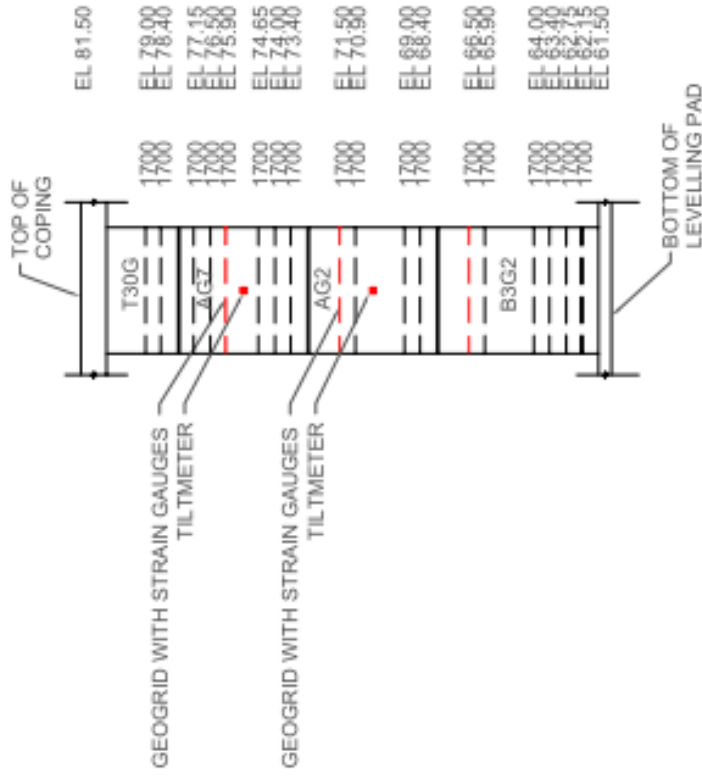 TOP OF
COPING
EL 81.50
T30G
1700
EL 79.00
1700
EL 78.40
AG7
1700
EL 77.15
1700
EL 76.50
1700
EL 75.90
GEOGRID WITH STRAIN GAUGES
TILTMETER
1700
EL 74.65
1700
EL 74.00
1700
EL 73.40
AG2
1700
EL 71.50
1700
EL 70.90
GEOGRID WITH STRAIN GAUGES
TILTMETER
1700
EL 69.00
1700
EL 68.40
B3G2
1700
EL 66.50
1700
EL 65.90
1700
EL 64.00
1700
EL 63.40
1700
EL 62.75
1700
EL 62.15
EL 61.50
BOTTOM OF
LEVELLING PAD